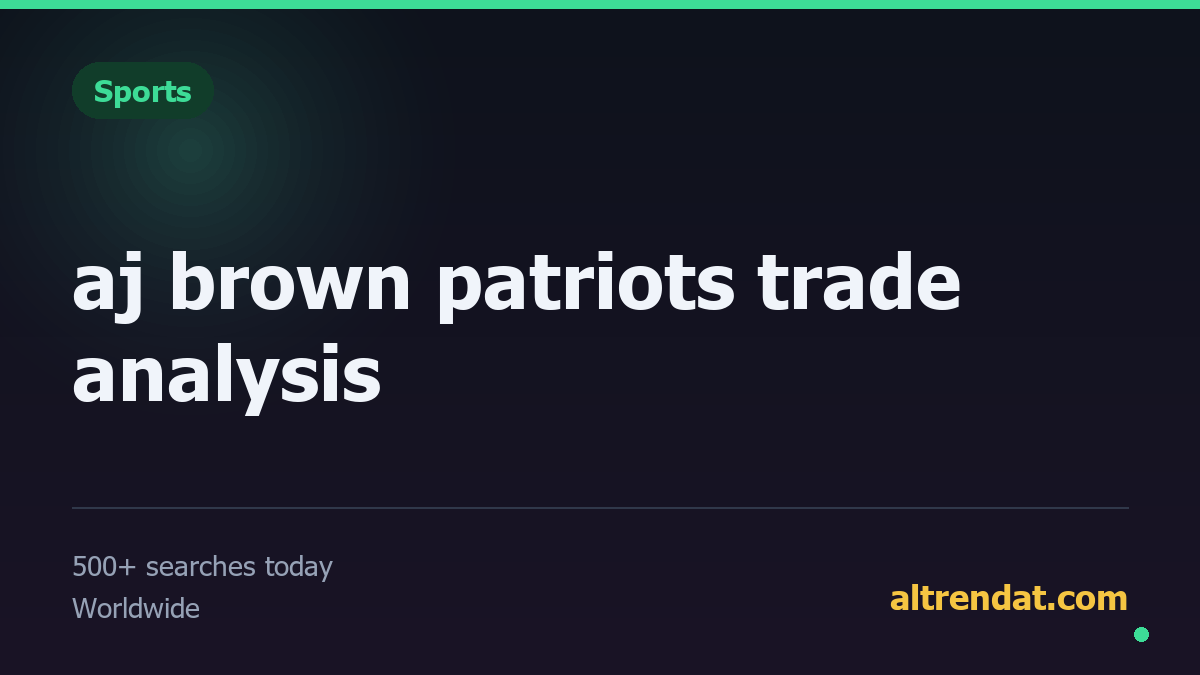 Sports
aj brown patriots trade
analysis
500+ searches today
Worldwide
altrendat.com